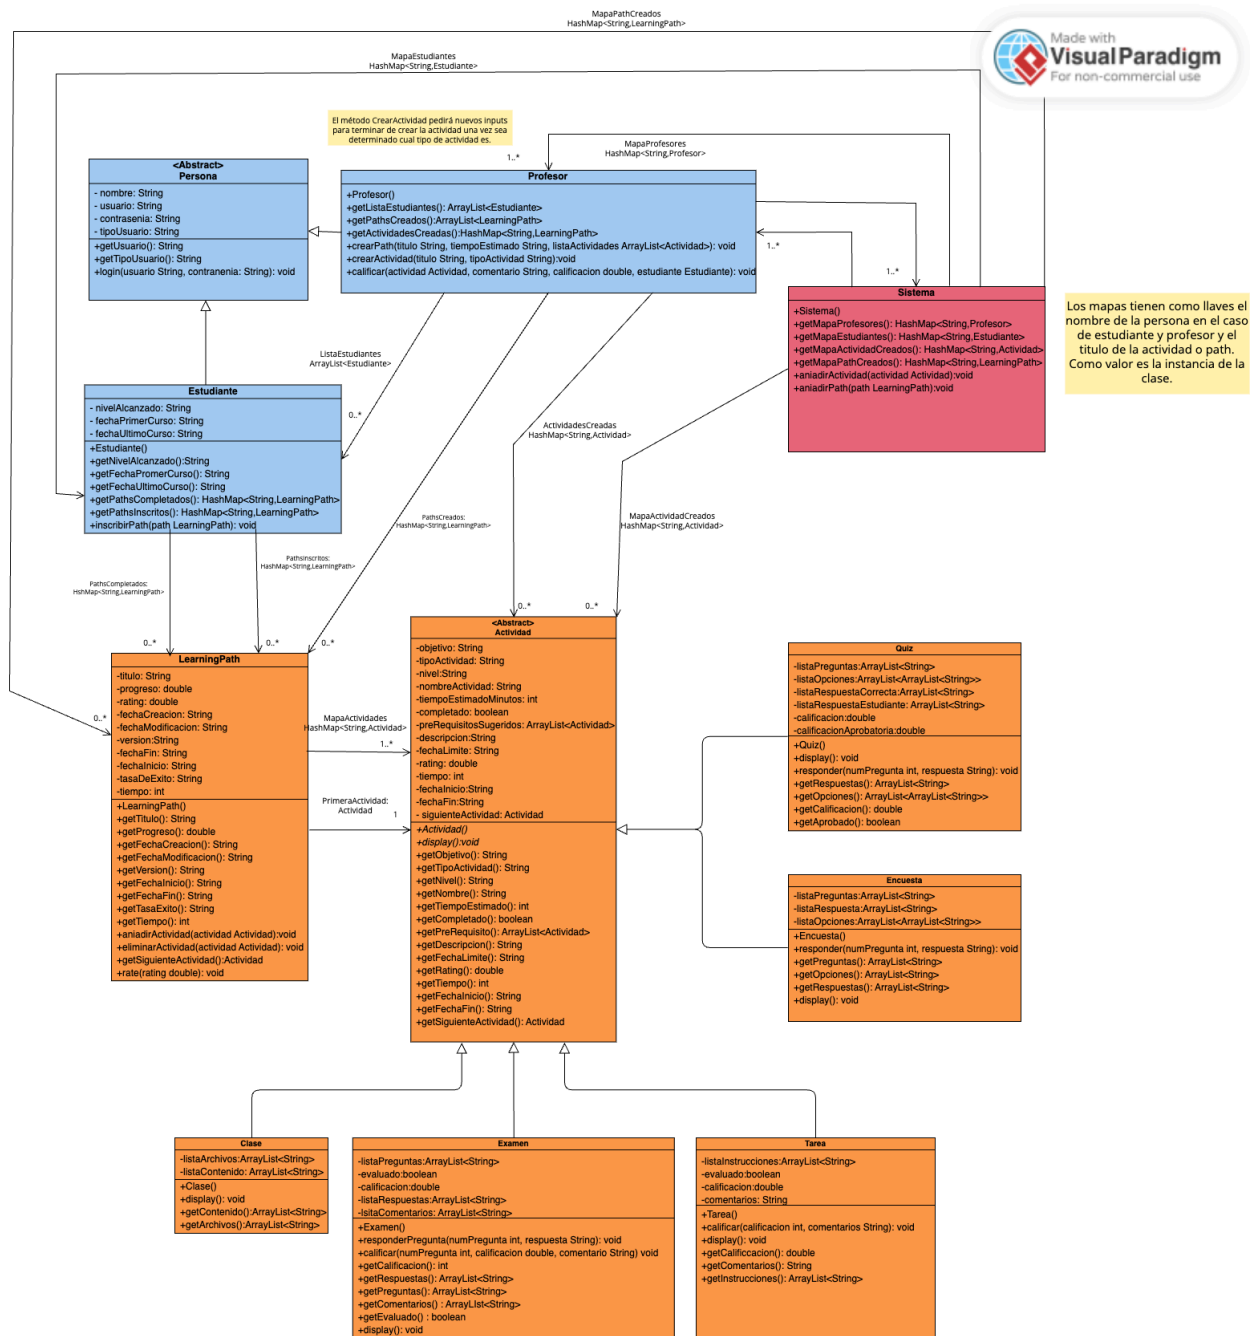 MapaPathCreados
HashMap<String,LearningPath>
Made with
VisualParadigm
For non-commercial use
MapaEstudiantes
HashMap<String,Estudiante>
El método CrearActividad pedirá nuevos inputs
para terminar de crear la actividad una vez sea
determinado cual tipo de actividad es.
MapaProfesores
HashMap<String,Profesor>
1..*
<Abstract>
Persona
- nombre: String
- usuario: String
- contrasenia: String
- tipoUsuario: String
+getUsuario(): String
+getTipoUsuario(): String
+login(usuario String, contranenia: String): void
Profesor
+Profesor()
+getListaEstudiantes(): ArrayList<Estudiante>
+getPathsCreados():ArrayList<LearningPath>
+getActividadesCreadas():HashMap<String,LearningPath>
+crearPath(titulo String, tiempoEstimado String, listaActividades ArrayList<Actividad>): void
+crearActividad(titulo String, tipoActividad String):void
+calificar(actividad Actividad, comentario String, calificacion double, estudiante Estudiante): void
1..*
1..*
Sistema
+Sistema()
+getMapaProfesores(): HashMap<String,Profesor>
+getMapaEstudiantes(): HashMap<String,Estudiante>
+getMapaActividadCreados(): HashMap<String,Actividad>
+getMapaPathCreados(): HashMap<String,LearningPath>
+aniadirActividad(actividad Actividad):void
+aniadirPath(path LearningPath):void
Los mapas tienen como llaves el
nombre de la persona en el caso
de estudiante y profesor y el
titulo de la actividad o path.
Como valor es la instancia de la
clase.
ListaEstudiantes
ArrayList<Estudiante>
0..*
Estudiante
- nivelAlcanzado: String
- fechaPrimerCurso: String
- fechaUltimoCurso: String
+Estudiante()
+getNivelAlcanzado():String
+getFechaPromerCurso(): String
+getFechaUltimoCurso(): String
+getPathsCompletados(): HashMap<String,LearningPath>
+getPathsInscritos(): HashMap<String,LearningPath>
+inscribirPath(path LearningPath): void
ActividadesCreadas
HashMap<String,Actividad>
PathsCreados:
HashMap<String,LearningPath>
MapaActividadCreados
HashMap<String,Actividad>
PathsInscritos:
HashMap<String,LearningPath>
PathsCompletados:
HshMap<String,LearningPath>
0..*
0..*
0..*
0..*
0..*
0..*
LearningPath
-titulo: String
-progreso: double
-rating: double
-fechaCreacion: String
-fechaModificacion: String
-version:String
-fechaFin: String
-fechaInicio: String
-tasaDeExito: String
-tiempo: int
+LearningPath()
+getTitulo(): String
+getProgreso(): double
+getFechaCreacion(): String
+getFechaModificacion(): String
+getVersion(): String
+getFechaInicio(): String
+getFechaFin(): String
+getTasaExito(): String
+getTiempo(): int
+aniadirActividad(actividad Actividad):void
+eliminarActividad(actividad Actividad): void
+getSiguienteActividad():Actividad
+rate(rating double): void
MapaActividades
HashMap<String,Actividad>
1..*
PrimeraActividad:
Actividad
1
<Abstract>
Actividad
-objetivo: String
-tipoActividad: String
-nivel:String
-nombreActividad: String
-tiempoEstimadoMinutos: int
-completado: boolean
-preRequisitosSugeridos: ArrayList<Actividad>
-descripcion:String
-fechaLimite: String
-rating: double
-tiempo: int
-fechaInicio:String
-fechaFin:String
- siguienteActividad: Actividad
+Actividad()
+display():void
+getObjetivo(): String
+getTipoActividad(): String
+getNivel(): String
+getNombre(): String
+getTiempoEstimado(): int
+getCompletado(): boolean
+getPreRequisito(): ArrayList<Actividad>
+getDescripcion(): String
+getFechaLimite(): String
+getRating(): double
+getTiempo(): int
+getFechaInicio(): String
+getFechaFin(): String
+getSiguienteActividad(): Actividad
Quiz
-listaPreguntas:ArrayList<String>
-listaOpciones:ArrayList<ArrayList<String>>
-listaRespuestaCorrecta:ArrayList<String>
-listaRespuestaEstudiante: ArrayList<String>
-calificacion:double
-calificacionAprobatoria:double
+Quiz()
+display(): void
+responder(numPregunta int, respuesta String): void
+getRespuestas(): ArrayList<String>
+getOpciones(): ArrayList<ArrayList<String>>
+getCalificacion(): double
+getAprobado(): boolean
Encuesta
-listaPreguntas:ArrayList<String>
-listaRespuesta:ArrayList<String>
-listaOpciones:ArrayList<ArrayList<String>>
+Encuesta()
+responder(numPregunta int, respuesta String): void
+getPreguntas(): ArrayList<String>
+getOpciones(): ArrayList<String>
+getRespuestas(): ArrayList<String>
+display(): void
Clase
-listaArchivos:ArrayList<String>
-listaContenido: ArrayList<String>
+Clase()
+display(): void
+getContenido():ArrayList<String>
+getArchivos():ArrayList<String>
Examen
-listaPreguntas:ArrayList<String>
-evaluado:boolean
-calificacion:double
-listaRespuestas:ArrayList<String>
-lsitaComentarios: ArrayList<String>
+Examen()
+responderPregunta(numPregunta int, respuesta String): void
+calificar(numPregunta int, calificacion double, comentario String) void
+getCalificacion(): int
+getRespuestas(): ArrayList<String>
+getPreguntas(): ArrayList<String>
+getComentarios() : ArrayList<String>
+getEvaluado() : boolean
+display(): void
Tarea
-listaInstrucciones:ArrayList<String>
-evaluado:boolean
-calificacion:double
-comentarios: String
+Tarea()
+calificar(calificacion int, comentarios String): void
+display(): void
+getCalificcacion(): double
+getComentarios(): String
+getInstrucciones(): ArrayList<String>